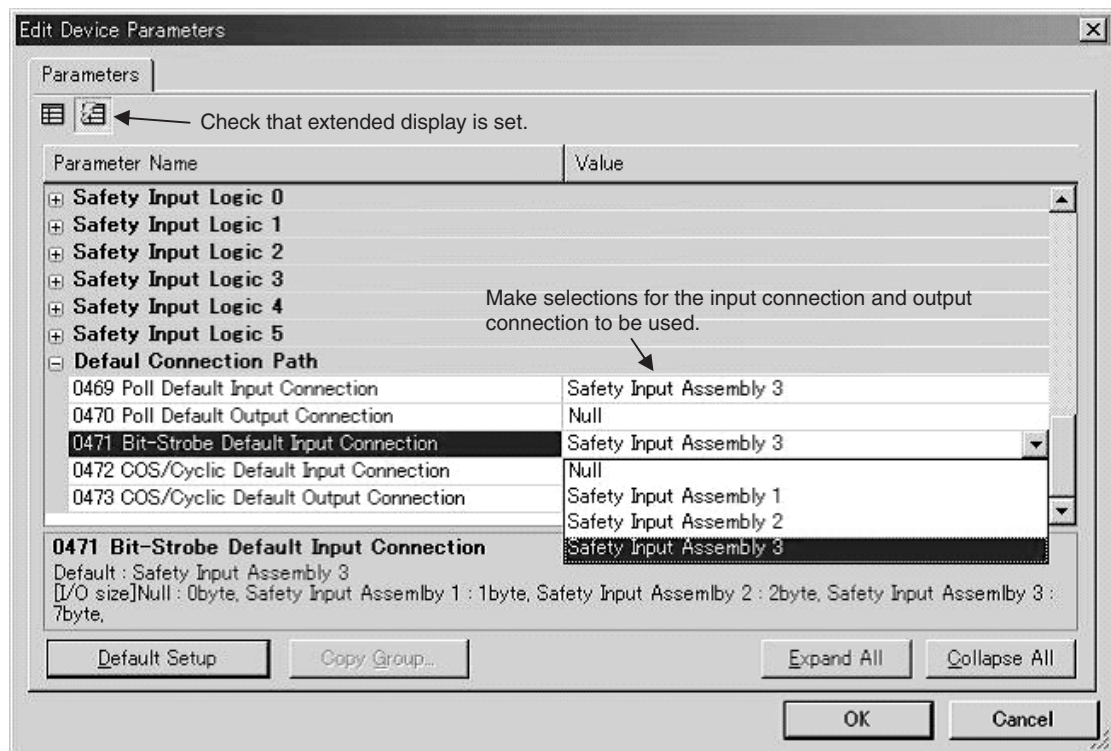 Edit Device Parameters
Parameters
Check that extended display is set.
Parameter Name Value
Safety Input Logic 0
Safety Input Logic 1
Safety Input Logic 2
Safety Input Logic 3
Safety Input Logic 4
Safety Input Logic 5
Make selections for the input connection and output
connection to be used.
Defaul Connection Path
0469 Poll Default Input Connection Safety Input Assembly 3
0470 Poll Default Output Connection Null
0471 Bit-Strobe Default Input Connection Safety Input Assembly 3
0472 COS/Cyclic Default Input Connection Null
0473 COS/Cyclic Default Output Connection Safety Input Assembly 1
Safety Input Assembly 2
Safety Input Assembly 3
0471 Bit-Strobe Default Input Connection
Default : Safety Input Assembly 3
[I/O size]Null : 0byte, Safety Input Assemlby 1 : 1byte, Safety Input Assemlby 2 : 2byte, Safety Input Assemlby 3 :
7byte,
Default Setup Copy Group... Expand All Collapse All
OK Cancel